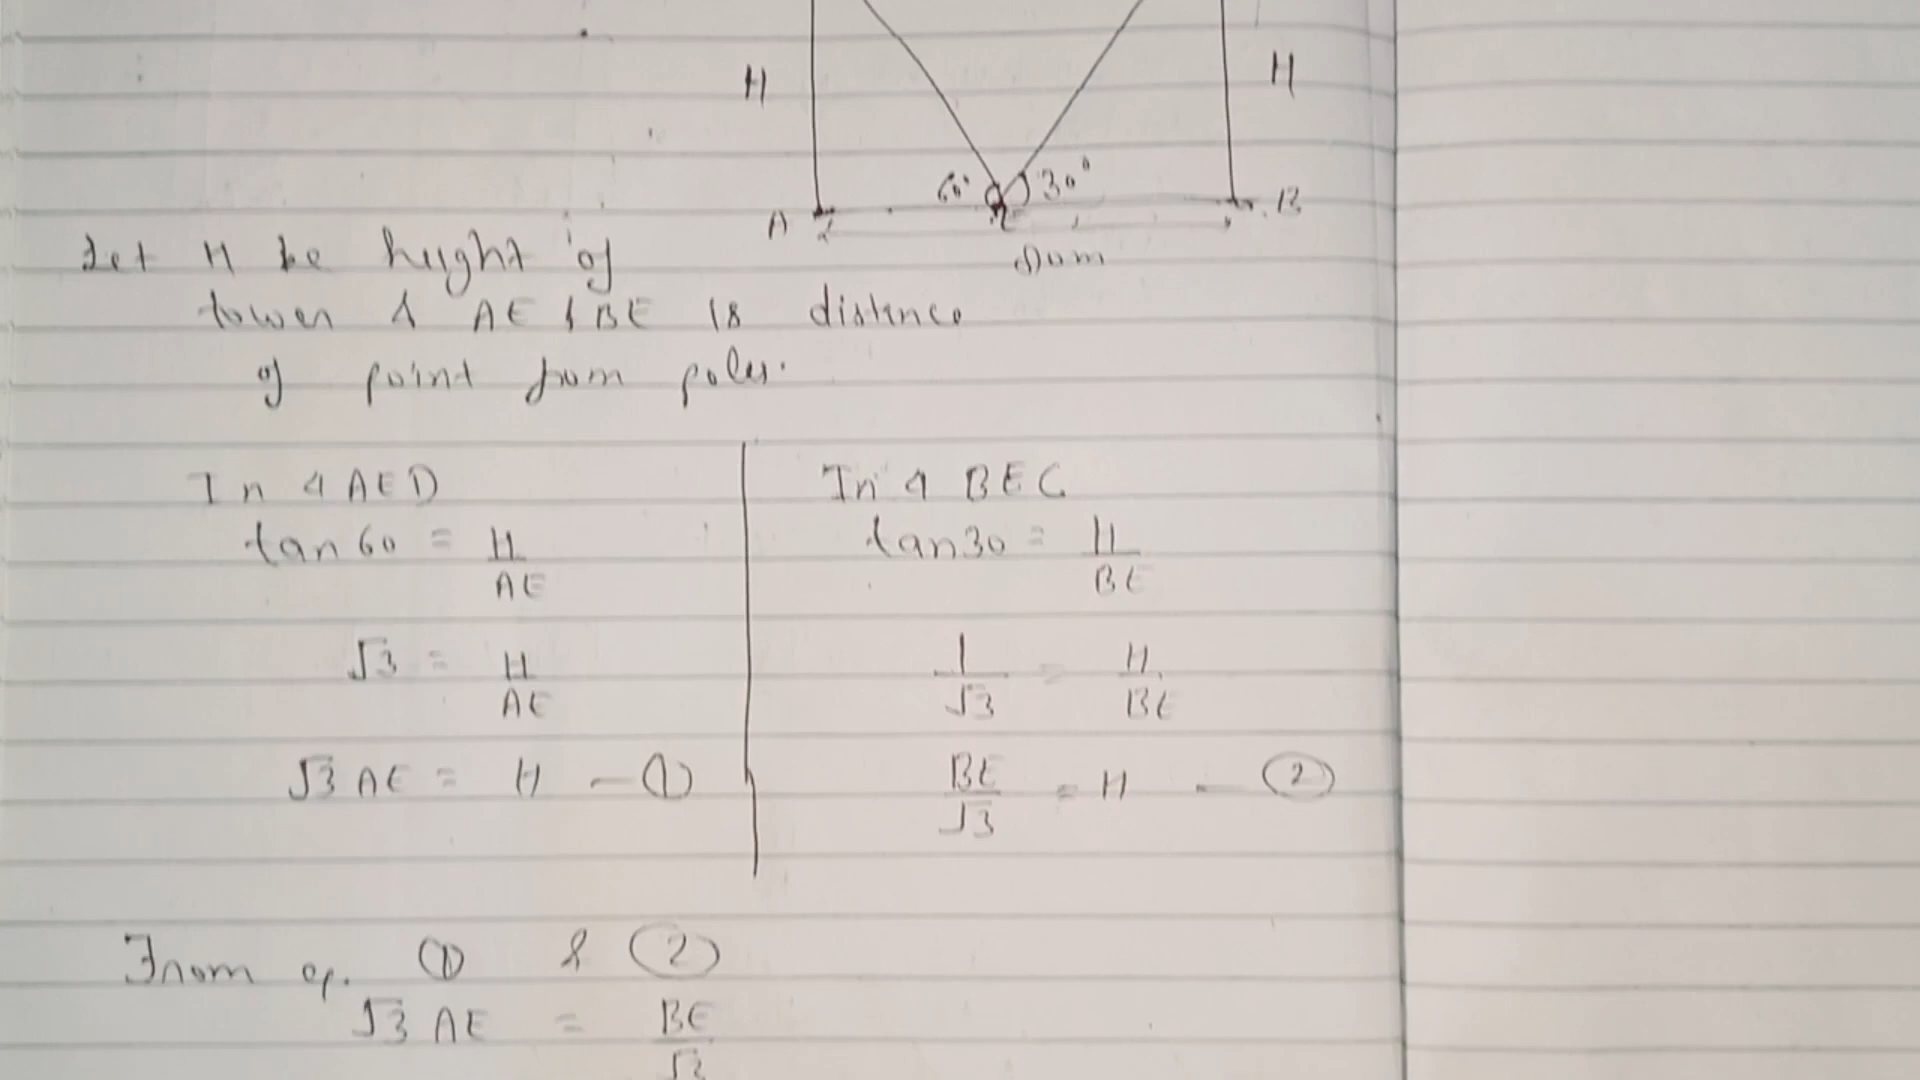 H H
60° 30°
A B
Let H be height of
tower & AE & BE is distance
of point from poles.
In △ AED
tan 60 = H/AE
√3 = H/AE
√3 AE = H — ①
In △ BEC
tan 30 = H/BE
1/√3 = H/BE
BE/√3 = H — ②
From eq. ① & ②
√3 AE = BE/√3